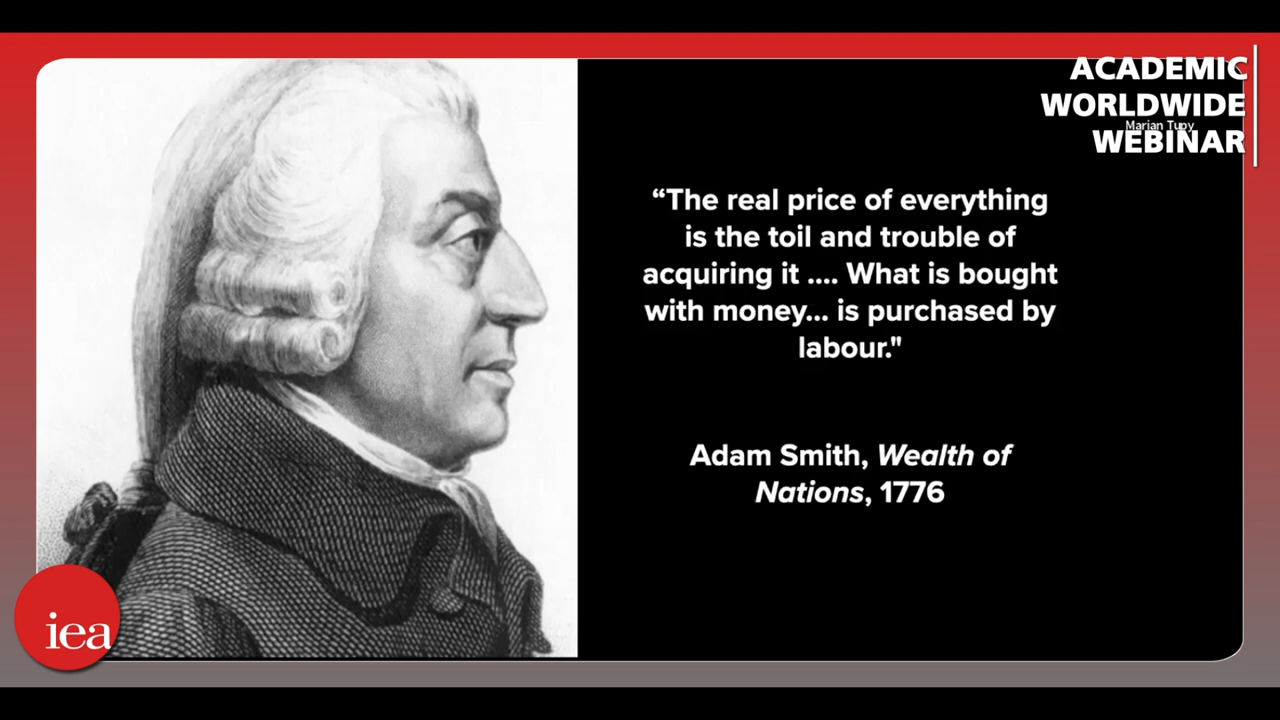 ACADEMIC
WORLDWIDE
Marian Tupy
WEBINAR
“The real price of everything
is the toil and trouble of
acquiring it .... What is bought
with money... is purchased by
labour."
Adam Smith, Wealth of
Nations, 1776
iea